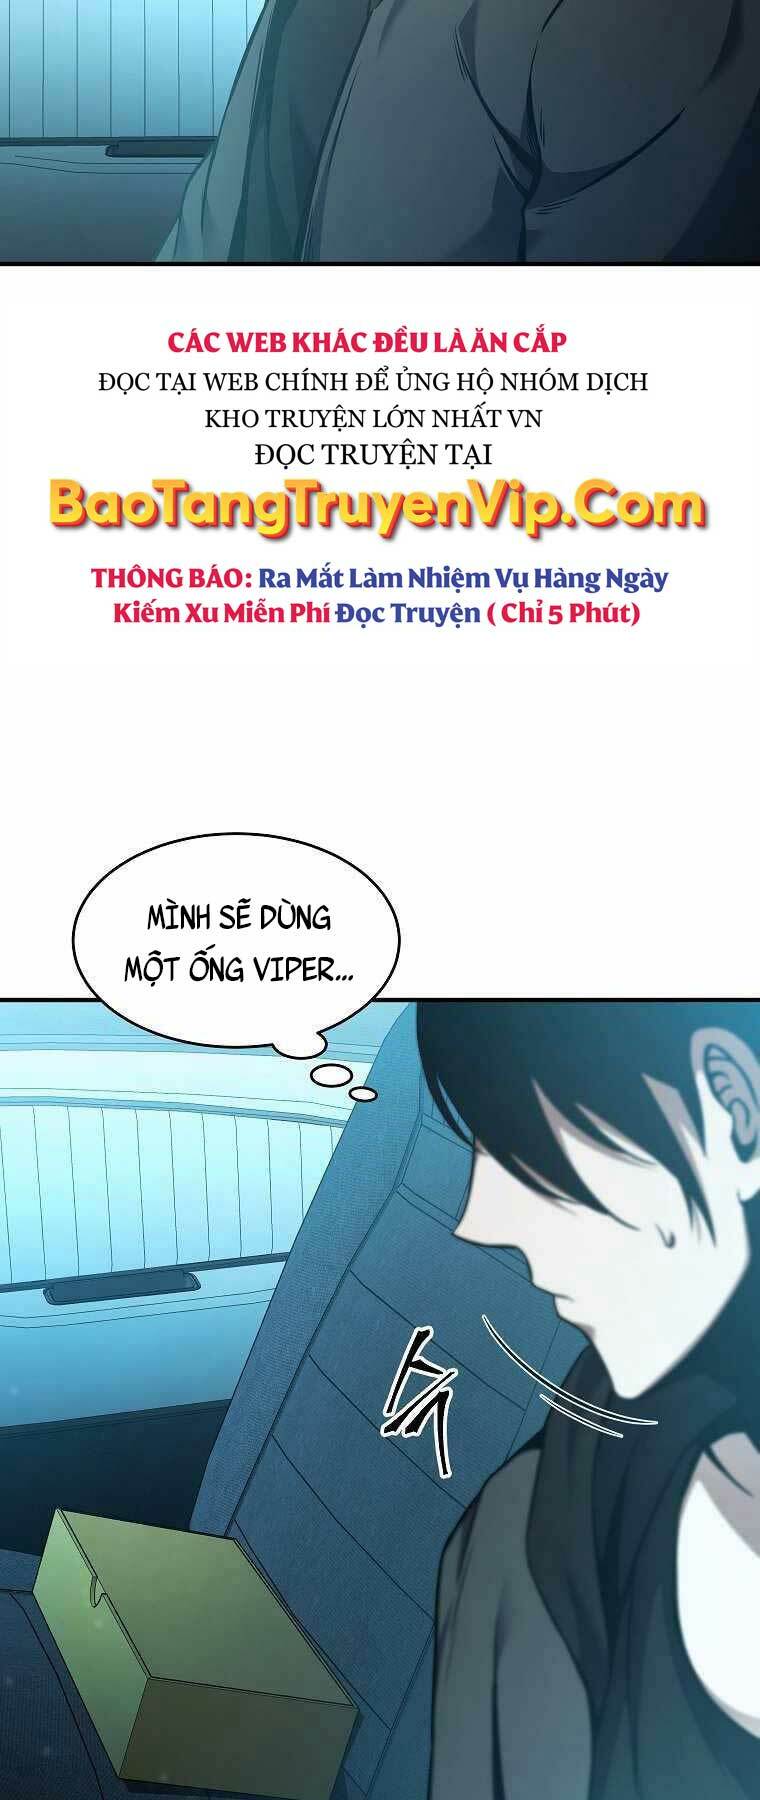 CÁC WEB KHÁC ĐỀU LÀ ĂN CẮP
ĐỌC TẠI WEB CHÍNH ĐỂ ỦNG HỘ NHÓM DỊCH
KHO TRUYỆN LỚN NHẤT VN
ĐỌC TRUYỆN TẠI
BaoTangTruyenVip.Com
THÔNG BÁO: Ra Mắt Làm Nhiệm Vụ Hàng Ngày
Kiếm Xu Miễn Phí Đọc Truyện ( Chỉ 5 Phút)
MÌNH SẼ DÙNG
MỘT ỐNG VIPER...